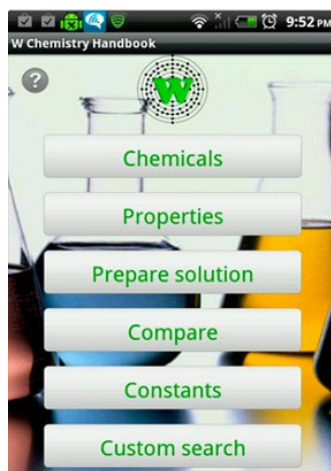 9:52 PM
W Chemistry Handbook
?
W
Chemicals
Properties
Prepare solution
Compare
Constants
Custom search